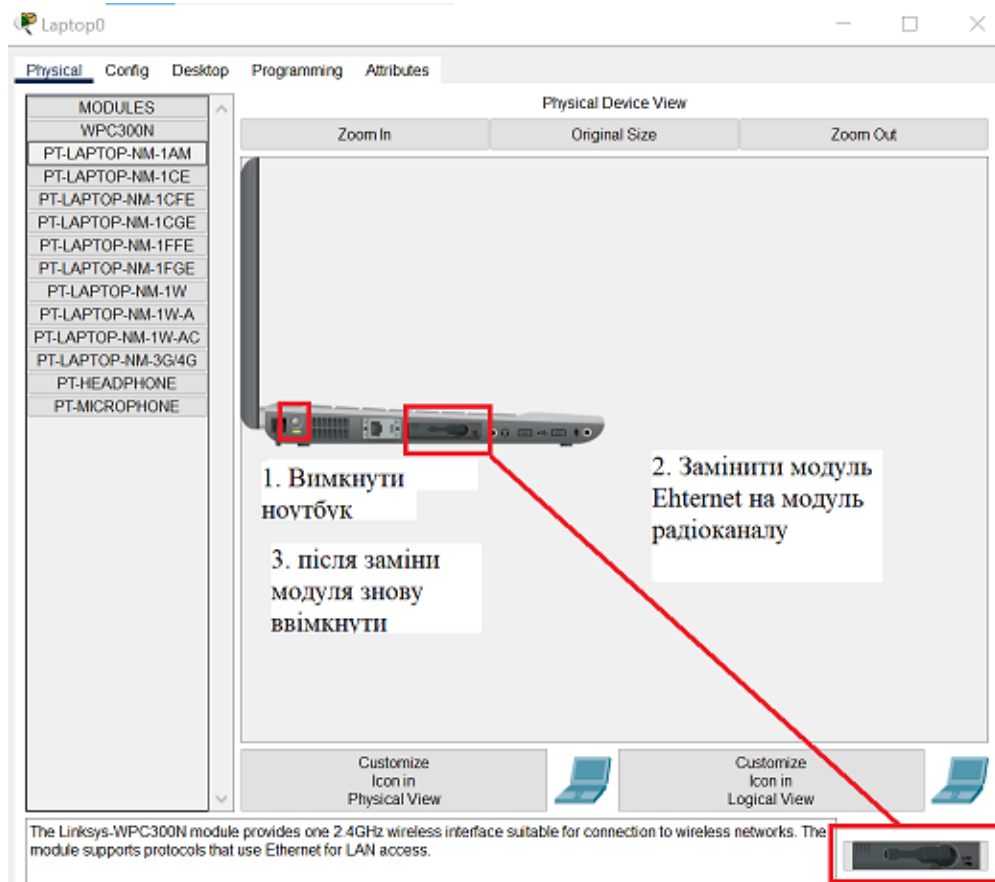 Laptop0
Physical Config Desktop Programming Attributes
MODULES
WPC300N
PT-LAPTOP-NM-1AM
PT-LAPTOP-NM-1CE
PT-LAPTOP-NM-1CFE
PT-LAPTOP-NM-1CGE
PT-LAPTOP-NM-1FFE
PT-LAPTOP-NM-1FGE
PT-LAPTOP-NM-1W
PT-LAPTOP-NM-1W-A
PT-LAPTOP-NM-1W-AC
PT-LAPTOP-NM-3G/4G
PT-HEADPHONE
PT-MICROPHONE
Physical Device View
Zoom In Original Size Zoom Out
1. Вимкнути
ноутбук
2. Замінити модуль
Ehternet на модуль
радіоканалу
3. після заміни
модуля знову
ввімкнути
Customize
Icon in
Physical View
Customize
Icon in
Logical View
The Linksys-WPC300N module provides one 2.4GHz wireless interface suitable for connection to wireless networks. The
module supports protocols that use Ethernet for LAN access.